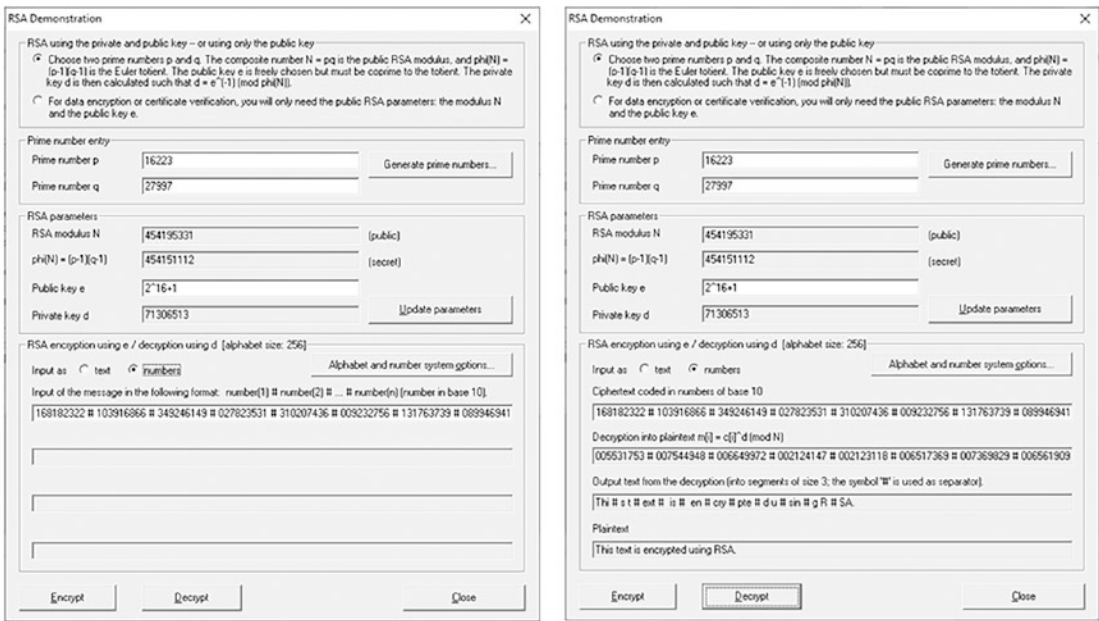 RSA Demonstration
RSA using the private and public key -- or using only the public key
Choose two prime numbers p and q. The composite number N = pq is the public RSA modulus, and phi(N) =
(p-1)(q-1) is the Euler totient. The public key e is freely chosen but must be coprime to the totient. The private
key d is then calculated such that d = e^(-1) (mod phi(N)).
For data encryption or certificate verification, you will only need the public RSA parameters: the modulus N
and the public key e.
Prime number entry
Prime number p 16223 Generate prime numbers...
Prime number q 27997
RSA parameters
RSA modulus N 454195331 (public)
phi(N) = (p-1)(q-1) 454151112 (secret)
Public key e 2^16+1
Private key d 71306513 Update parameters
RSA encryption using e / decryption using d [alphabet size: 256]
Input as text numbers Alphabet and number system options...
Input of the message in the following format: number(1) # number(2) # ... # number(n) (number in base 10).
168182322 # 103916866 # 349246149 # 027823531 # 310207436 # 009232756 # 131763739 # 089946941
Encrypt Decrypt Close
RSA Demonstration
RSA using the private and public key -- or using only the public key
Choose two prime numbers p and q. The composite number N = pq is the public RSA modulus, and phi(N) =
(p-1)(q-1) is the Euler totient. The public key e is freely chosen but must be coprime to the totient. The private
key d is then calculated such that d = e^(-1) (mod phi(N)).
For data encryption or certificate verification, you will only need the public RSA parameters: the modulus N
and the public key e.
Prime number entry
Prime number p 16223 Generate prime numbers...
Prime number q 27997
RSA parameters
RSA modulus N 454195331 (public)
phi(N) = (p-1)(q-1) 454151112 (secret)
Public key e 2^16+1
Private key d 71306513 Update parameters
RSA encryption using e / decryption using d [alphabet size: 256]
Input as text numbers Alphabet and number system options...
Ciphertext coded in numbers of base 10
168182322 # 103916866 # 349246149 # 027823531 # 310207436 # 009232756 # 131763739 # 089946941
Decryption into plaintext m[i] = c[i]^d (mod N)
005531753 # 007544948 # 006649972 # 002124147 # 002123118 # 006517369 # 007369829 # 006561909
Output text from the decryption (into segments of size 3; the symbol '#' is used as separator).
Thi # s t # ext # is # en # cry # pte # d u # sin # g R # SA.
Plaintext
This text is encrypted using RSA.
Encrypt Decrypt Close